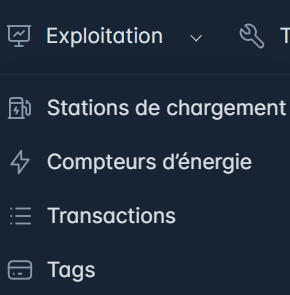 Exploitation
Stations de chargement
Compteurs d’énergie
Transactions
Tags